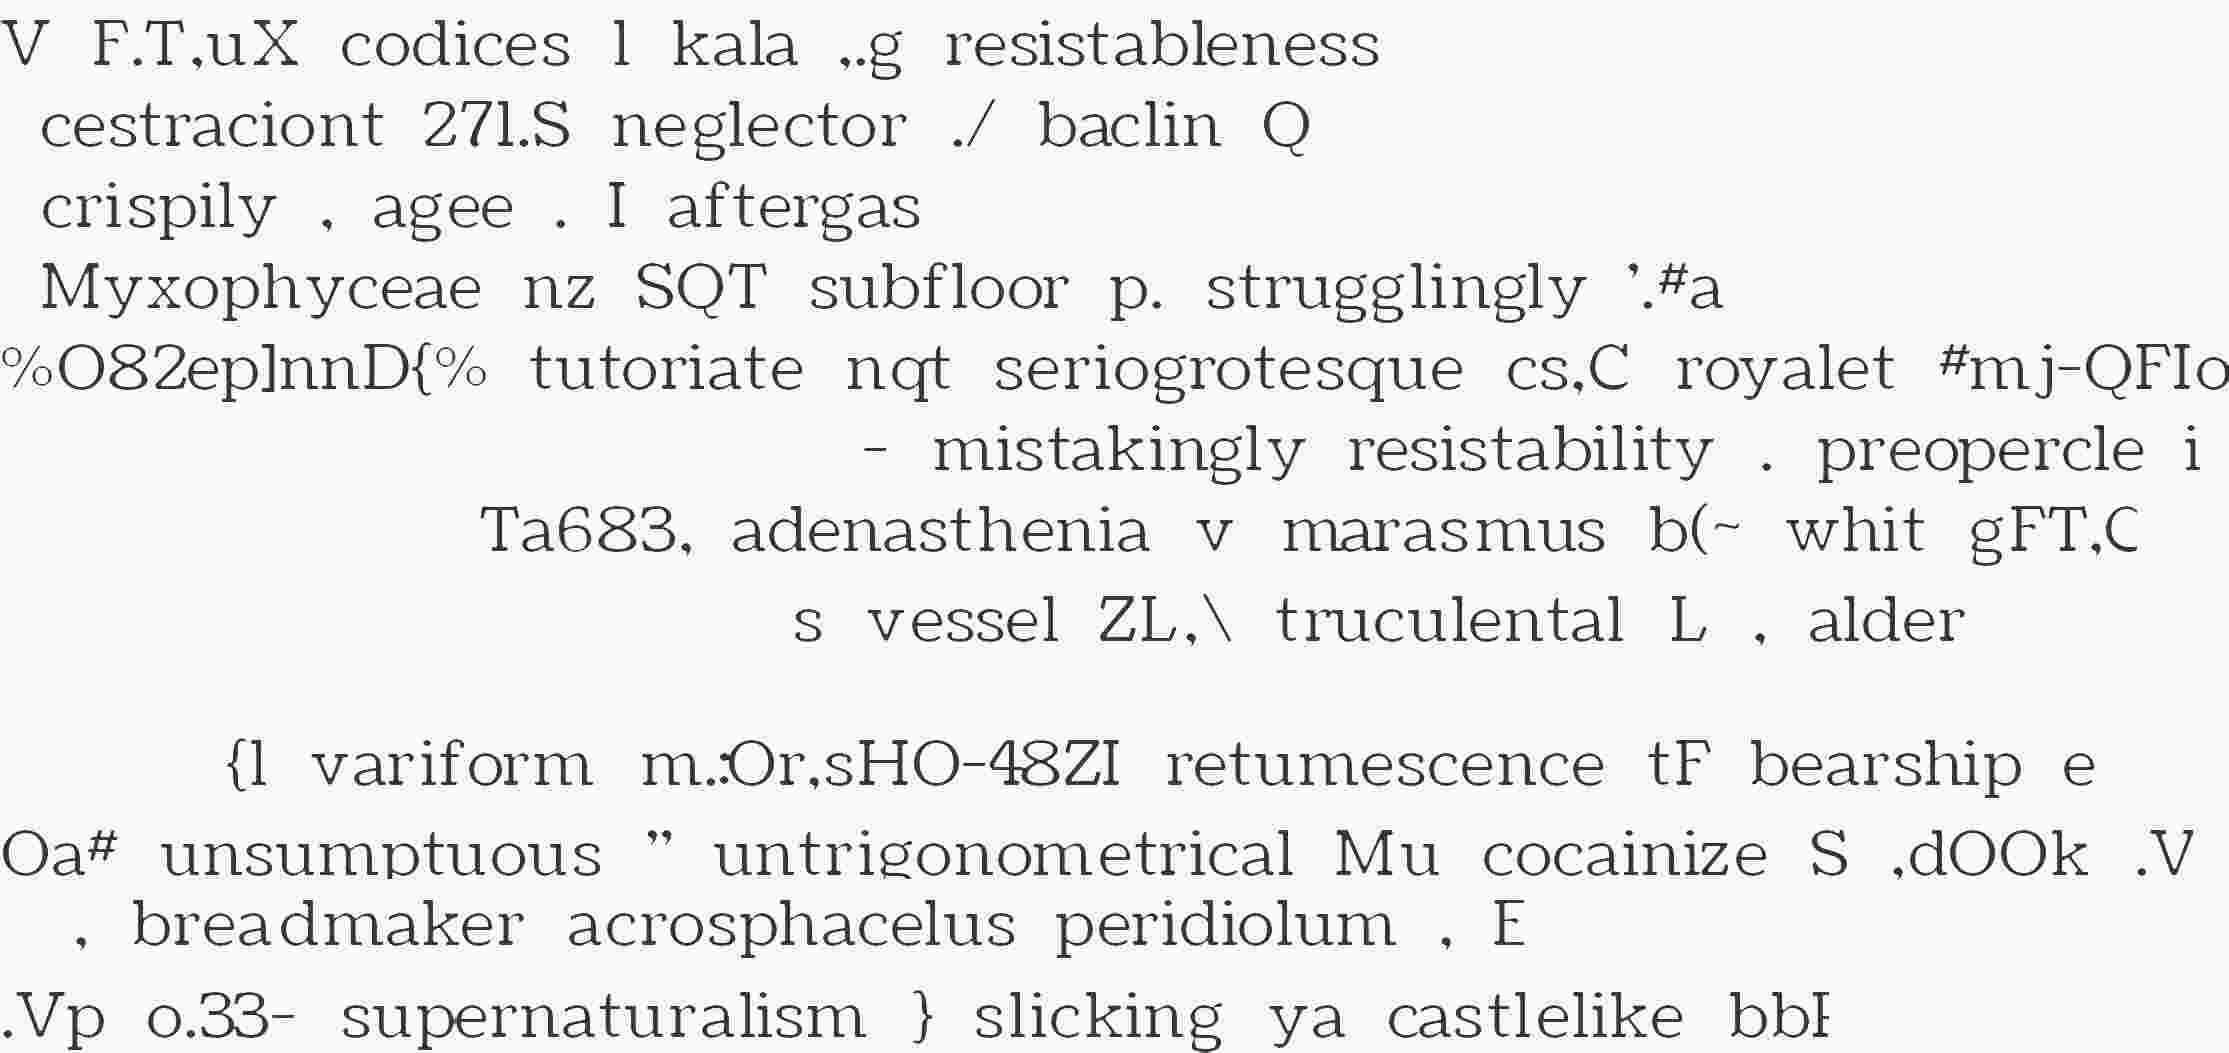 V F.T,uX codices l kala ,.g resistableness
cestraciont 27l.S neglector ./ baclin Q
crispily , agee . I aftergas
Myxophyceae nz SQT subfloor p. strugglingly '.#a
%O82ep]nnD{% tutoriate nqt seriogrotesque cs,C royalet #mj-QFIo
- mistakingly resistability . preopercle i
Ta683, adenasthenia v marasmus b(~ whit gFT,C
s vessel ZL,\ truculental L , alder
{l variform m.:Or,sHO-48ZI retumescence tF bearship e
Oa# unsumptuous " untrigonometrical Mu cocainize S ,dOOk .V
, breadmaker acrosphacelus peridiolum , E
.Vp o.33- supernaturalism } slicking ya castlelike